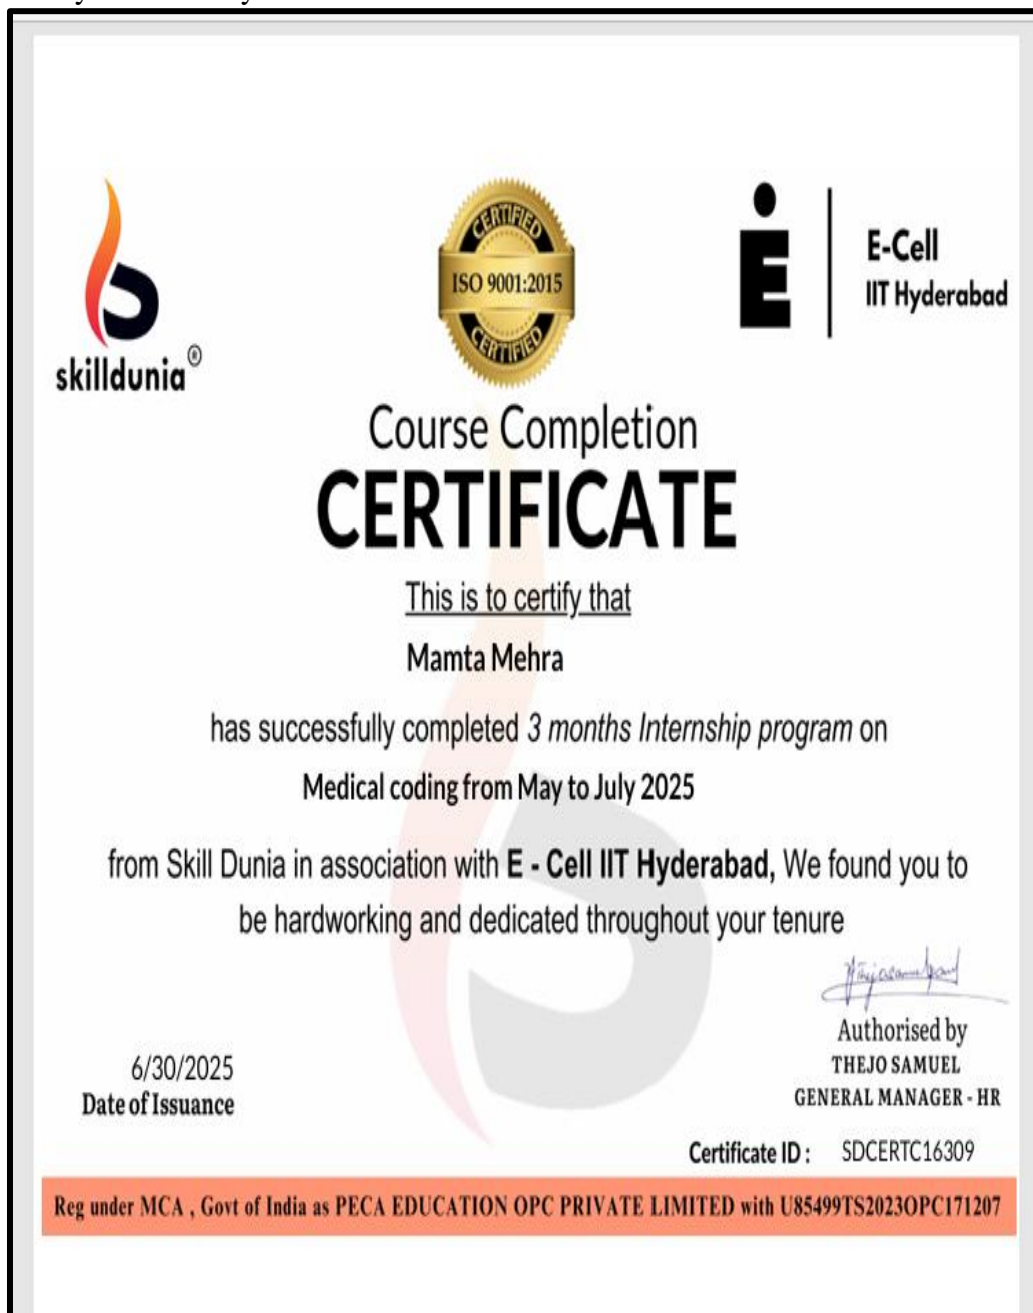 CERTIFIED
ISO 9001:2015
CERTIFIED
E-Cell
IIT Hyderabad
skilldunia®
Course Completion
CERTIFICATE
This is to certify that
Mamta Mehra
has successfully completed 3 months Internship program on
Medical coding from May to July 2025
from Skill Dunia in association with E - Cell IIT Hyderabad, We found you to
be hardworking and dedicated throughout your tenure
Authorised by
THEJO SAMUEL
GENERAL MANAGER - HR
6/30/2025
Date of Issuance
Certificate ID : SDCERTC16309
Reg under MCA , Govt of India as PECA EDUCATION OPC PRIVATE LIMITED with U85499TS2023OPC171207